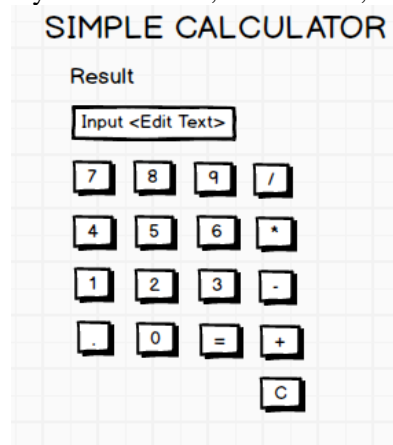 SIMPLE CALCULATOR
Result
Input <Edit Text>
7 8 9 /
4 5 6 *
1 2 3 -
. 0 = +
C